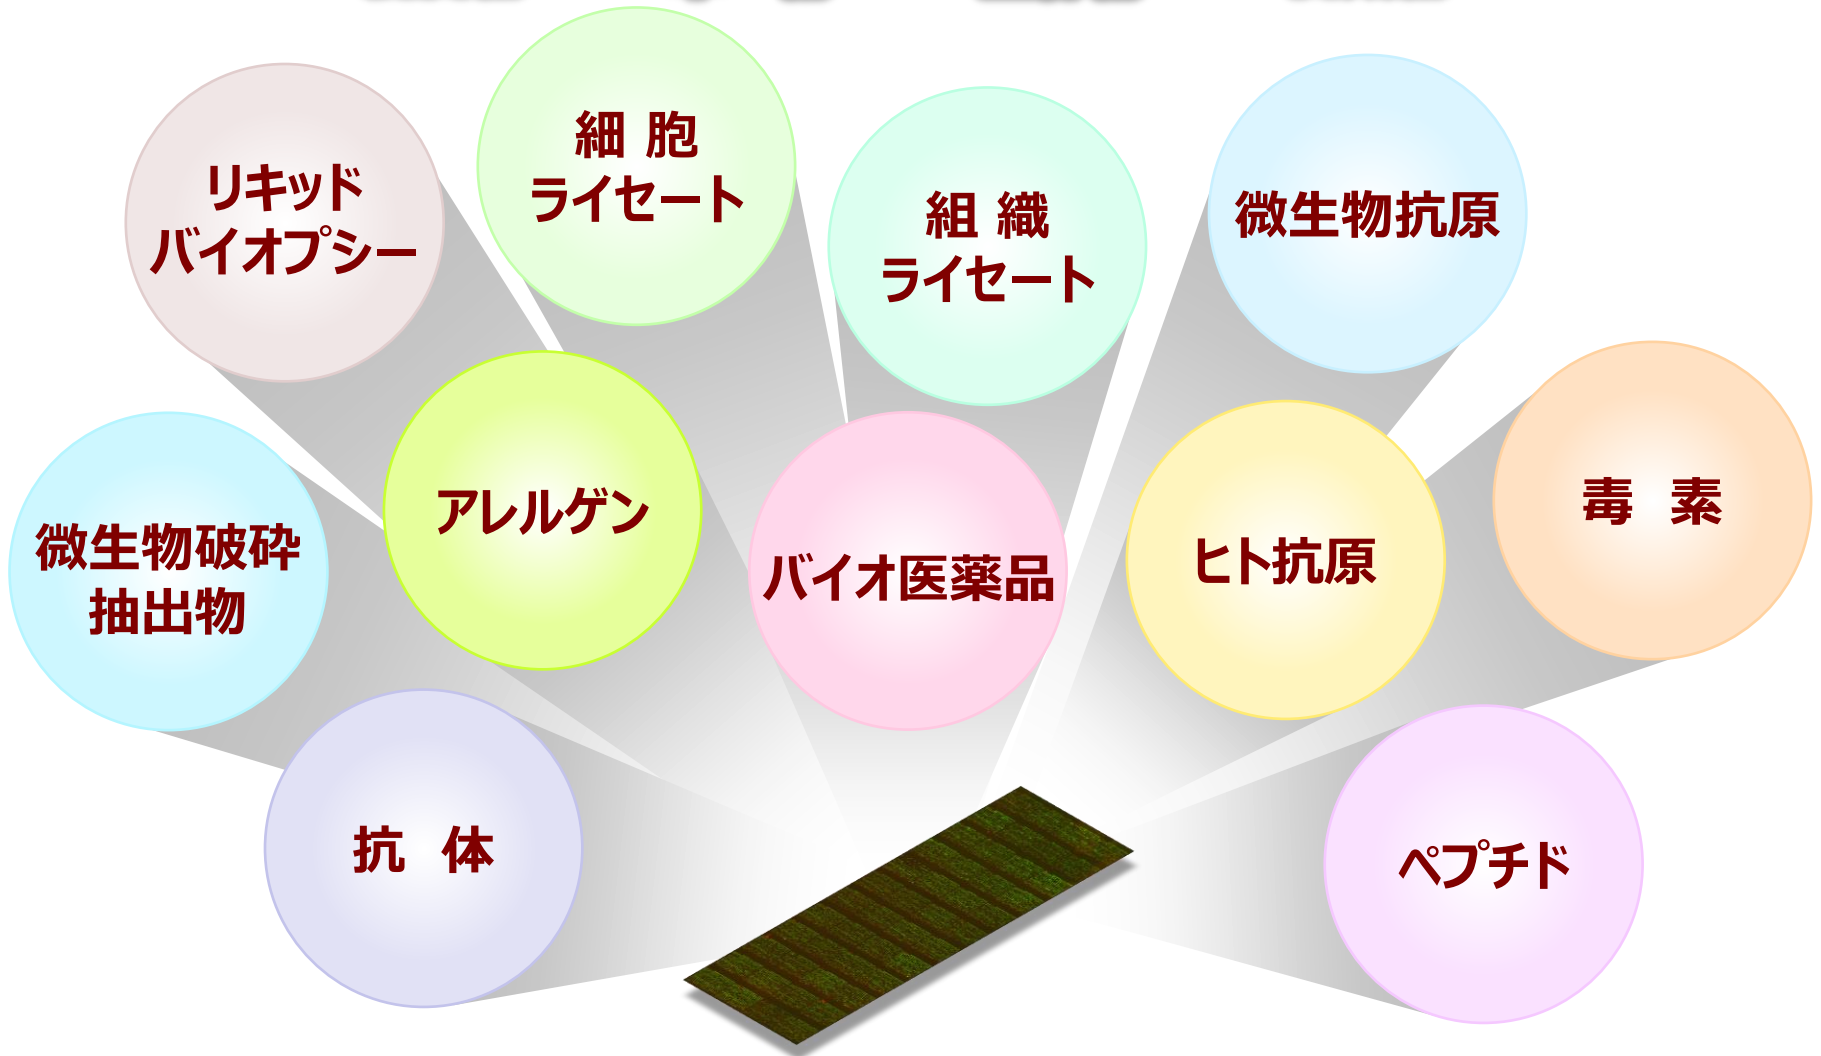 リキッド
バイオプシー
細 胞
ライセート
組 織
ライセート
微生物抗原
微生物破砕
抽出物
アレルゲン
バイオ医薬品
ヒト抗原
毒 素
抗 体
ペプチド